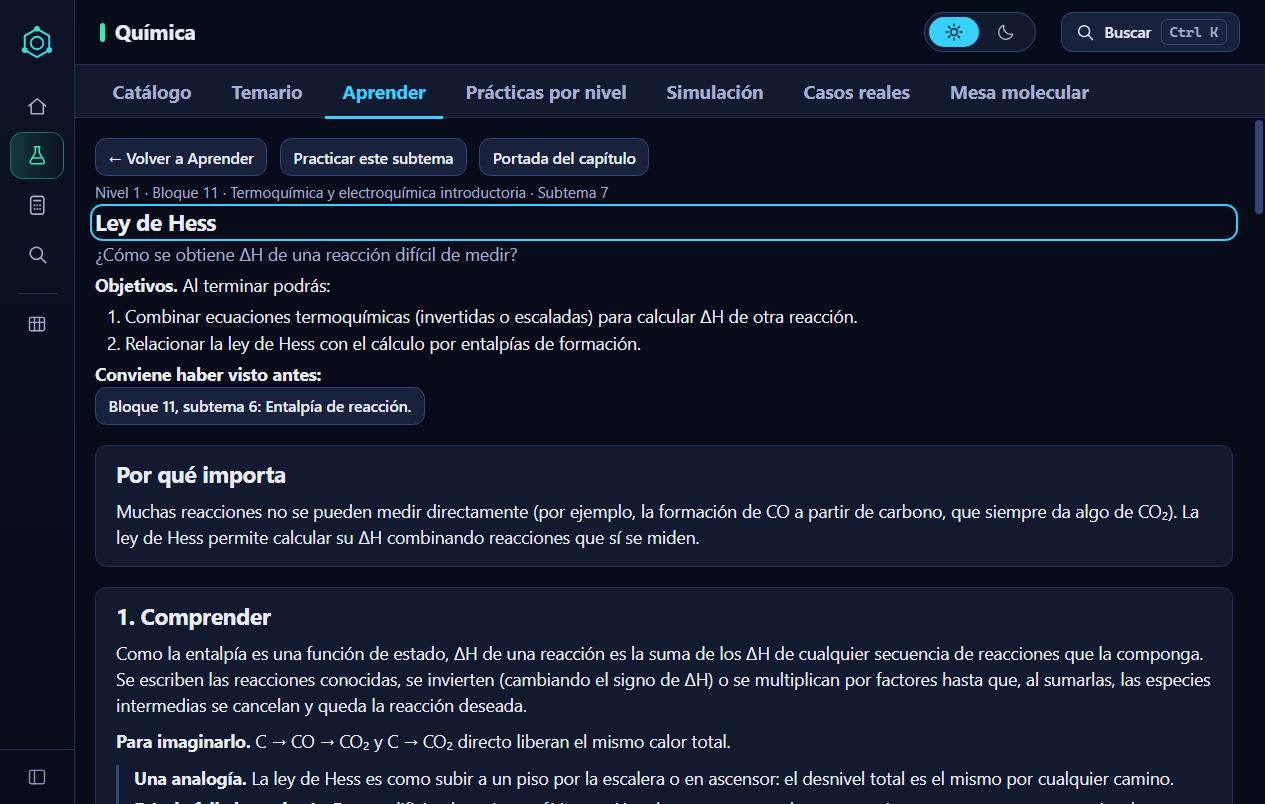 Química
Buscar Ctrl K
Catálogo Temario Aprender Prácticas por nivel Simulación Casos reales Mesa molecular
← Volver a Aprender Practicar este subtema Portada del capítulo
Nivel 1 · Bloque 11 · Termoquímica y electroquímica introductoria · Subtema 7
Ley de Hess
¿Cómo se obtiene ΔH de una reacción difícil de medir?
Objetivos. Al terminar podrás:
1. Combinar ecuaciones termoquímicas (invertidas o escaladas) para calcular ΔH de otra reacción.
2. Relacionar la ley de Hess con el cálculo por entalpías de formación.
Conviene haber visto antes:
Bloque 11, subtema 6: Entalpía de reacción.
Por qué importa
Muchas reacciones no se pueden medir directamente (por ejemplo, la formación de CO a partir de carbono, que siempre da algo de CO₂). La
ley de Hess permite calcular su ΔH combinando reacciones que sí se miden.
1. Comprender
Como la entalpía es una función de estado, ΔH de una reacción es la suma de los ΔH de cualquier secuencia de reacciones que la componga.
Se escriben las reacciones conocidas, se invierten (cambiando el signo de ΔH) o se multiplican por factores hasta que, al sumarlas, las especies
intermedias se cancelan y queda la reacción deseada.
Para imaginarlo. C → CO → CO₂ y C → CO₂ directo liberan el mismo calor total.
Una analogía. La ley de Hess es como subir a un piso por la escalera o en ascensor: el desnivel total es el mismo por cualquier camino.